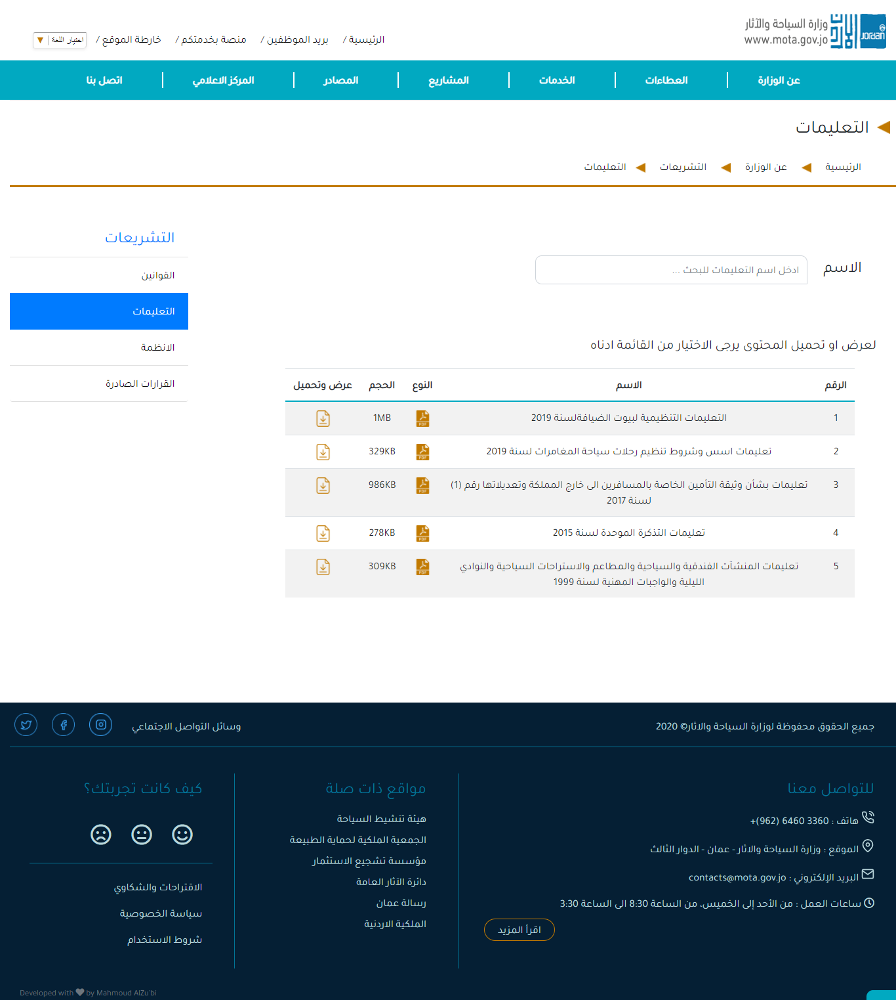 وزارة السياحة والآثار
www.mota.gov.jo
Jordan
الرئيسية /
بريد الموظفين /
منصة بخدمتكم /
خارطة الموقع /
اختيار اللغة
عن الوزارة
العطاءات
الخدمات
المشاريع
المصادر
المركز الاعلامي
اتصل بنا
التعليمات
الرئيسية
عن الوزارة
التشريعات
التعليمات
الاسم
ادخل اسم التعليمات للبحث ...
لعرض او تحميل المحتوى يرجى الاختيار من القائمة ادناه
الرقم الاسم النوع الحجم عرض وتحميل
1 التعليمات التنظيمية لبيوت الضيافةلسنة 2019 PDF 1MB
2 تعليمات اسس وشروط تنظيم رحلات سياحة المغامرات لسنة 2019 PDF 329KB
3 تعليمات بشأن وثيقة التأمين الخاصة بالمسافرين الى خارج المملكة وتعديلاتها رقم (1) PDF 986KB
لسنة 2017
4 تعليمات التذكرة الموحدة لسنة 2015 PDF 278KB
5 تعليمات المنشآت الفندقية والسياحية والمطاعم والاستراحات السياحية والنوادي PDF 309KB
الليلية والواجبات المهنية لسنة 1999
التشريعات
القوانين
التعليمات
الانظمة
القرارات الصادرة
جميع الحقوق محفوظة لوزارة السياحة والاثار© 2020
وسائل التواصل الاجتماعي
للتواصل معنا
هاتف : 3360 6460 (962)+
الموقع : وزارة السياحة والاثار - عمان - الدوار الثالث
البريد الإلكتروني : contacts@mota.gov.jo
ساعات العمل : من الأحد إلى الخميس، من الساعة 8:30 الى الساعة 3:30
اقرأ المزيد
مواقع ذات صلة
هيئة تنشيط السياحة
الجمعية الملكية لحماية الطبيعة
مؤسسة تشجيع الاستثمار
دائرة الآثار العامة
رسالة عمان
الملكية الاردنية
كيف كانت تجربتك؟
الاقتراحات والشكاوي
سياسة الخصوصية
شروط الاستخدام
Developed with by Mahmoud AlZu'bi